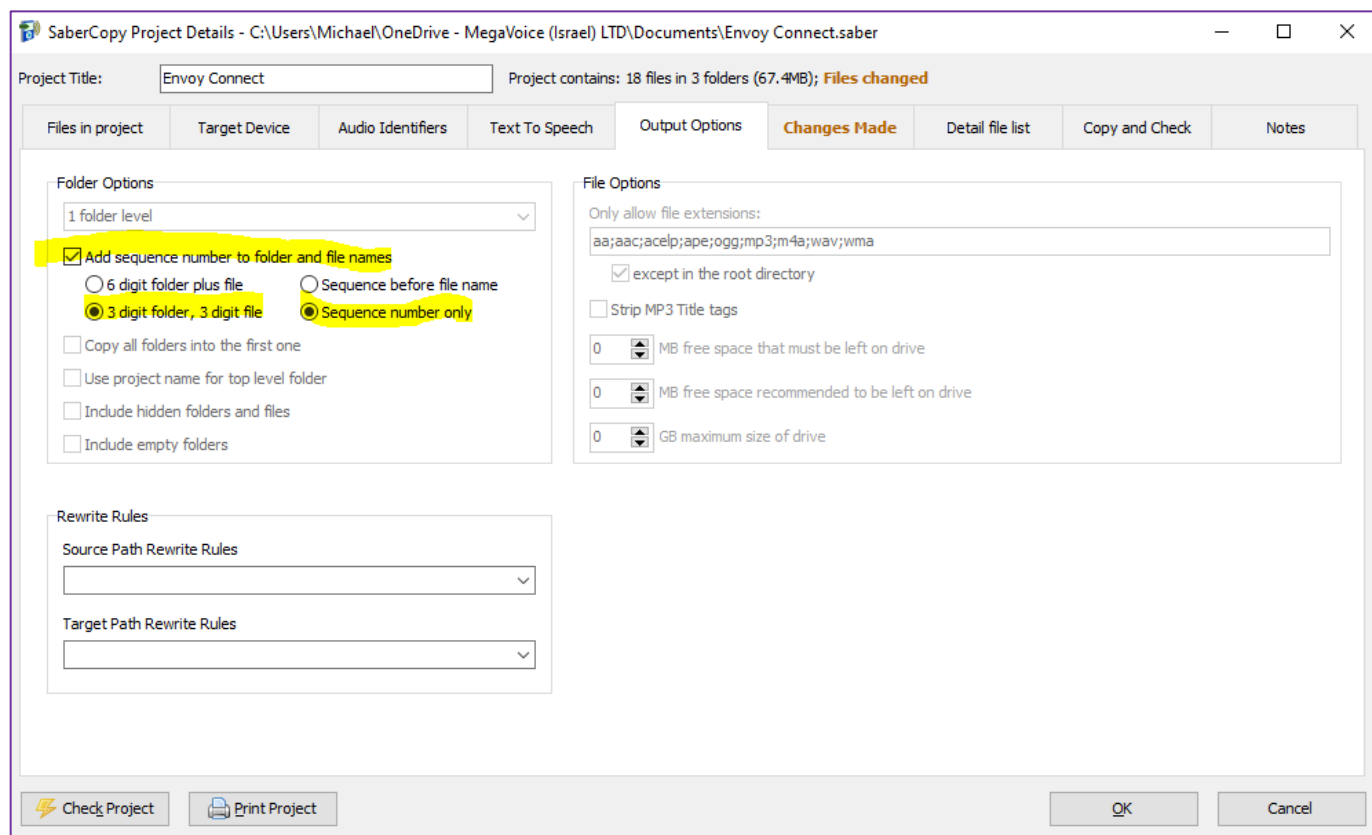 SaberCopy Project Details - C:\Users\Michael\OneDrive - MegaVoice (Israel) LTD\Documents\Envoy Connect.saber
Project Title: Envoy Connect Project contains: 18 files in 3 folders (67.4MB); Files changed
Files in project Target Device Audio Identifiers Text To Speech Output Options Changes Made Detail file list Copy and Check Notes
Folder Options
1 folder level
Add sequence number to folder and file names
6 digit folder plus file Sequence before file name
3 digit folder, 3 digit file Sequence number only
Copy all folders into the first one
Use project name for top level folder
Include hidden folders and files
Include empty folders
File Options
Only allow file extensions:
aa;aac;acelp;ape;ogg;mp3;m4a;wav;wma
except in the root directory
Strip MP3 Title tags
0 MB free space that must be left on drive
0 MB free space recommended to be left on drive
0 GB maximum size of drive
Rewrite Rules
Source Path Rewrite Rules
Target Path Rewrite Rules
Check Project Print Project OK Cancel